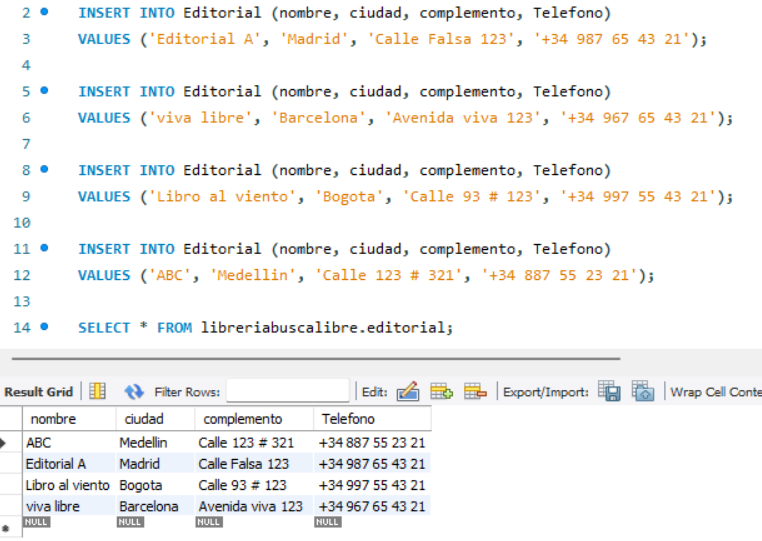 2 INSERT INTO Editorial (nombre, ciudad, complemento, Telefono)
3 VALUES ('Editorial A', 'Madrid', 'Calle Falsa 123', '+34 987 65 43 21');
4
5 INSERT INTO Editorial (nombre, ciudad, complemento, Telefono)
6 VALUES ('viva libre', 'Barcelona', 'Avenida viva 123', '+34 967 65 43 21');
7
8 INSERT INTO Editorial (nombre, ciudad, complemento, Telefono)
9 VALUES ('Libro al viento', 'Bogota', 'Calle 93 # 123', '+34 997 55 43 21');
10
11 INSERT INTO Editorial (nombre, ciudad, complemento, Telefono)
12 VALUES ('ABC', 'Medellin', 'Calle 123 # 321', '+34 887 55 23 21');
13
14 SELECT * FROM libreriabuscalibre.editorial;
Result Grid Filter Rows: Edit: Export/Import: Wrap Cell Conte
nombre ciudad complemento Telefono
ABC Medellin Calle 123 # 321 +34 887 55 23 21
Editorial A Madrid Calle Falsa 123 +34 987 65 43 21
Libro al viento Bogota Calle 93 # 123 +34 997 55 43 21
viva libre Barcelona Avenida viva 123 +34 967 65 43 21
NULL NULL NULL NULL